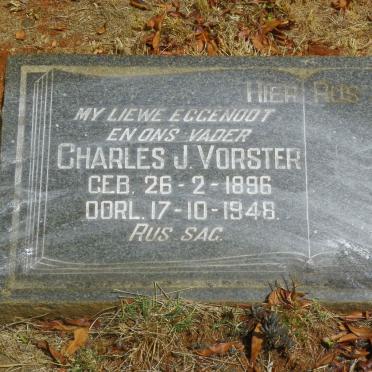 HIER RUS
MY LIEWE EGGENOOT
EN ONS VADER
CHARLES J. VORSTER
GEB. 26-2-1896
OORL. 17-10-1948.
RUS SAG.